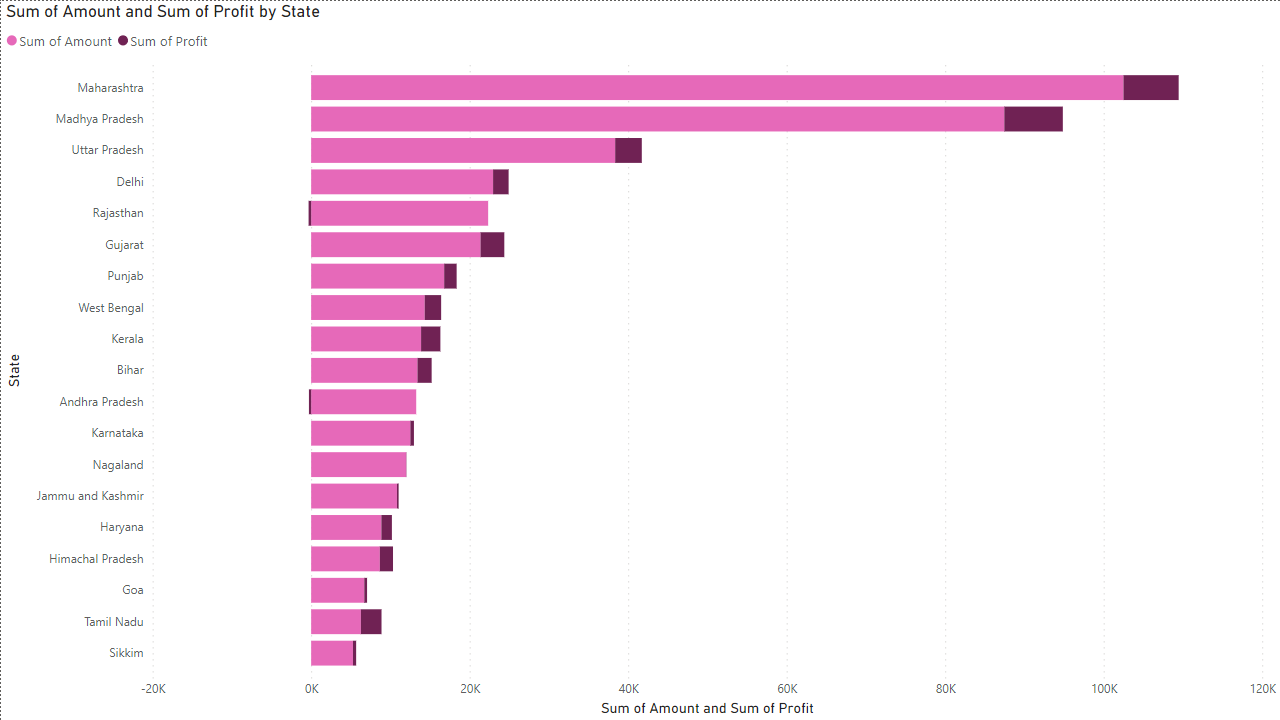 Sum of Amount and Sum of Profit by State
Sum of Amount Sum of Profit
Maharashtra
Madhya Pradesh
Uttar Pradesh
Delhi
Rajasthan
Gujarat
Punjab
West Bengal
Kerala
Bihar
Andhra Pradesh
Karnataka
Nagaland
Jammu and Kashmir
Haryana
Himachal Pradesh
Goa
Tamil Nadu
Sikkim
State
-20K 0K 20K 40K 60K 80K 100K 120K
Sum of Amount and Sum of Profit